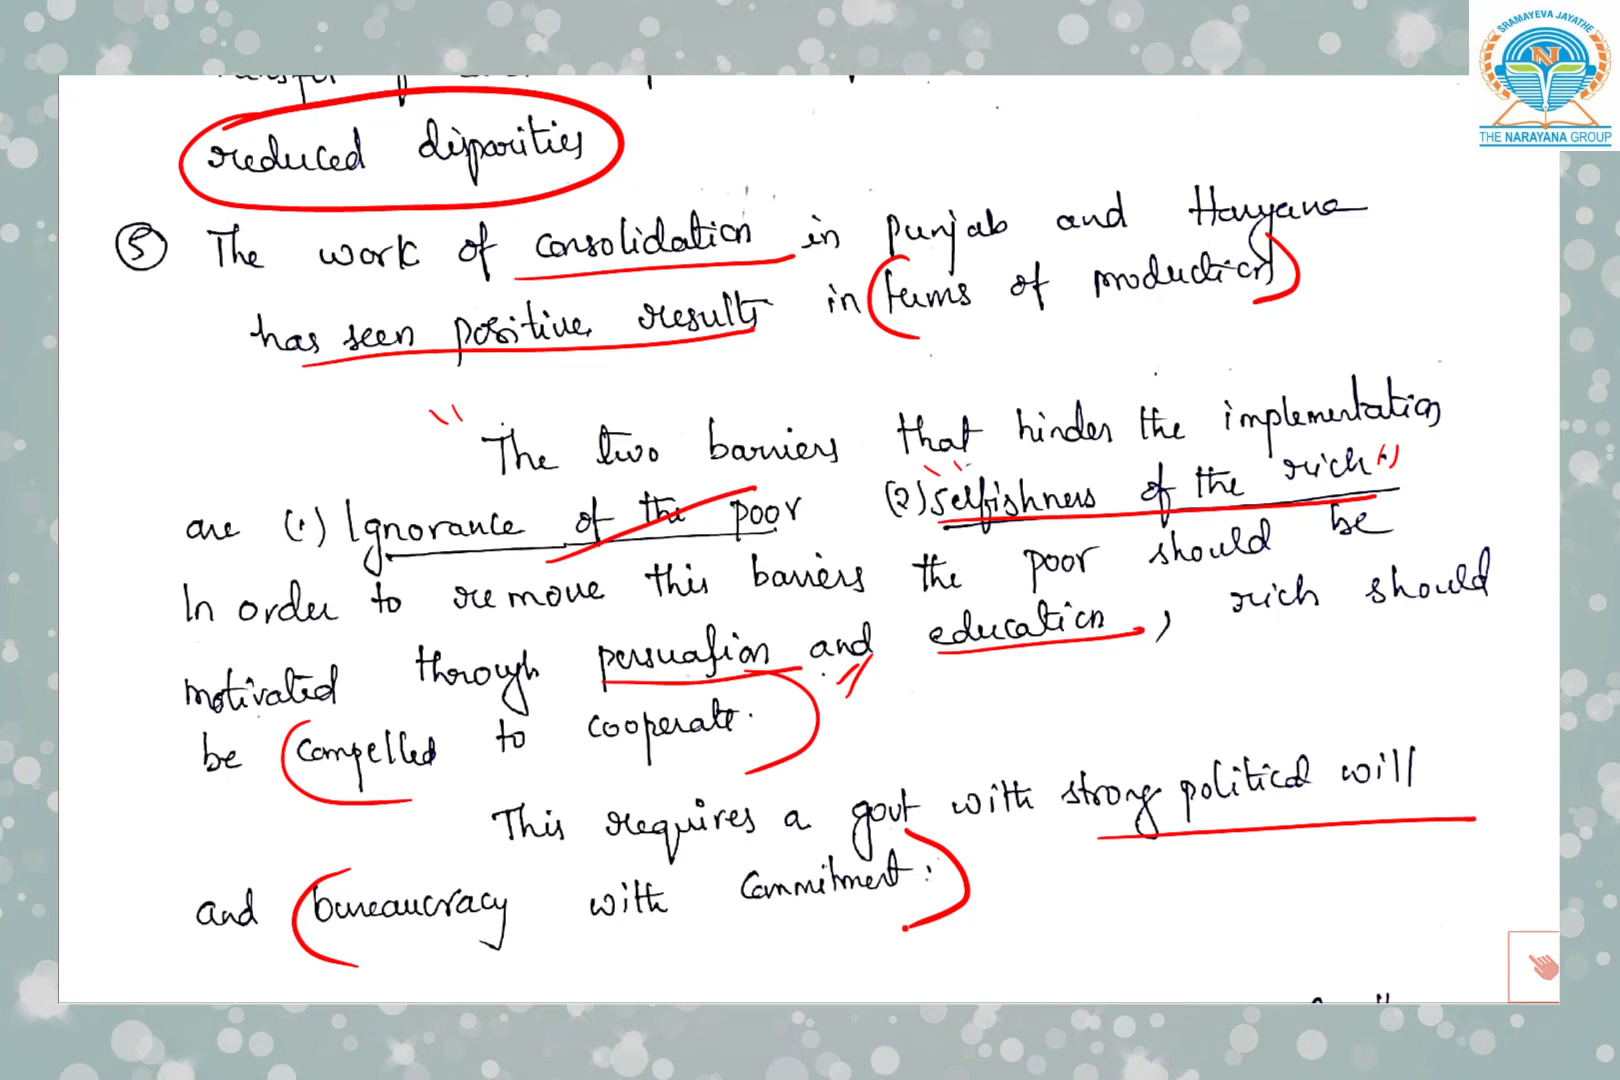 SRAMAYEVA JAYATHE
N
THE NARAYANA GROUP
reduced disparities
(5) The work of consolidation in Punjab and Haryana
has seen positive results in terms of production
The two barriers that hinder the implementation
are (1) Ignorance of the poor (2) selfishness of the rich
In order to remove this barriers the poor should be
motivated through persuasion and education, rich should
be compelled to cooperate.
This requires a govt with strong political will
and bureaucracy with commitment.